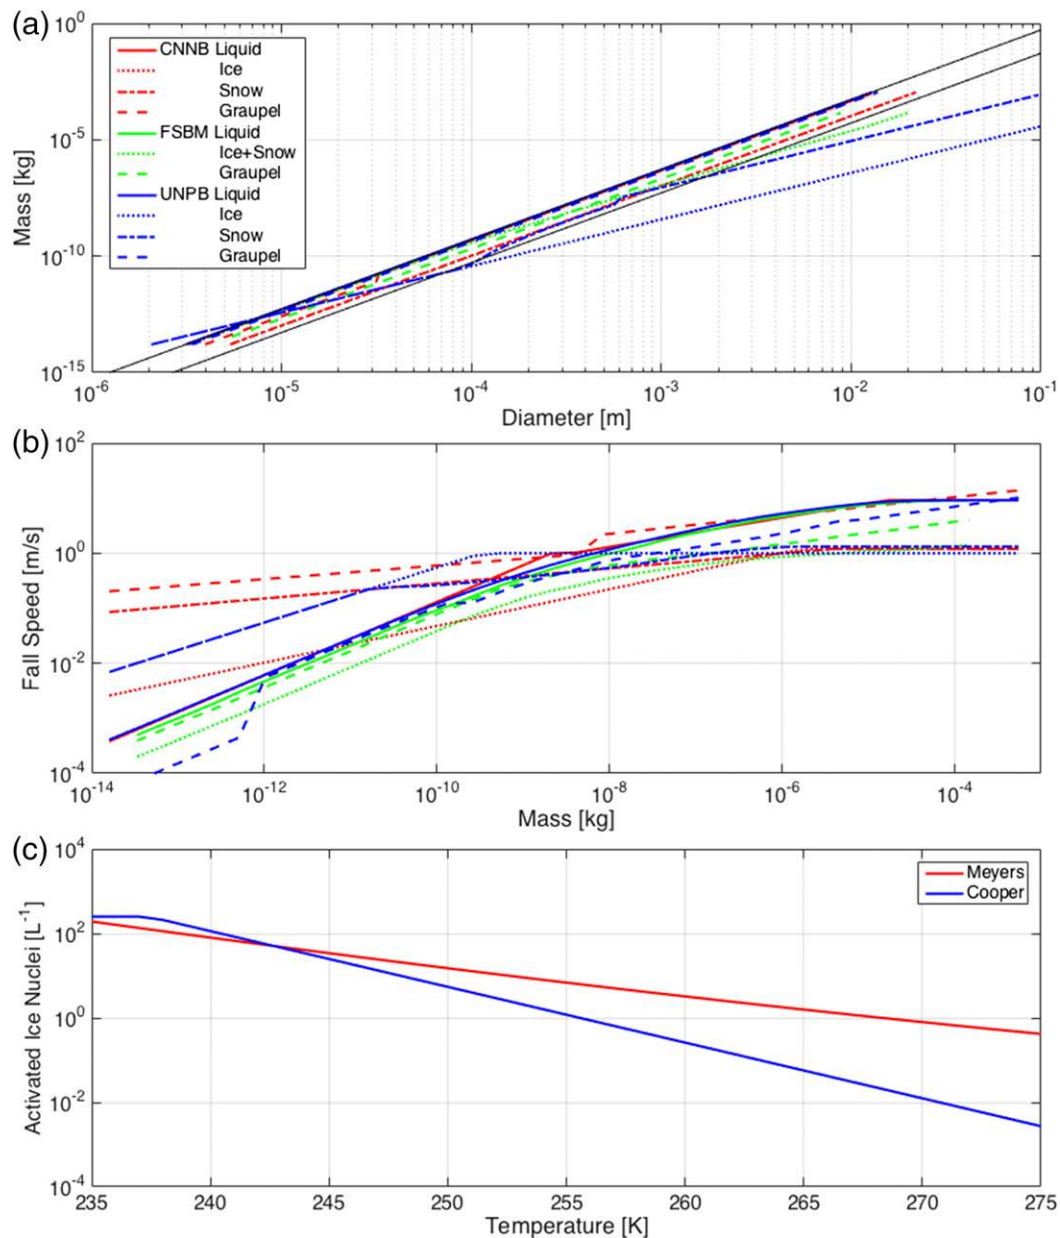 (a)
10^0
10^-5
10^-10
10^-15
Mass [kg]
CNNB Liquid
Ice
Snow
Graupel
FSBM Liquid
Ice+Snow
Graupel
UNPB Liquid
Ice
Snow
Graupel
10^-6 10^-5 10^-4 10^-3 10^-2 10^-1
Diameter [m]
(b)
10^2
10^0
10^-2
10^-4
Fall Speed [m/s]
10^-14 10^-12 10^-10 10^-8 10^-6 10^-4
Mass [kg]
(c)
10^4
10^2
10^0
10^-2
10^-4
Activated Ice Nuclei [L^-1]
Meyers
Cooper
235 240 245 250 255 260 265 270 275
Temperature [K]